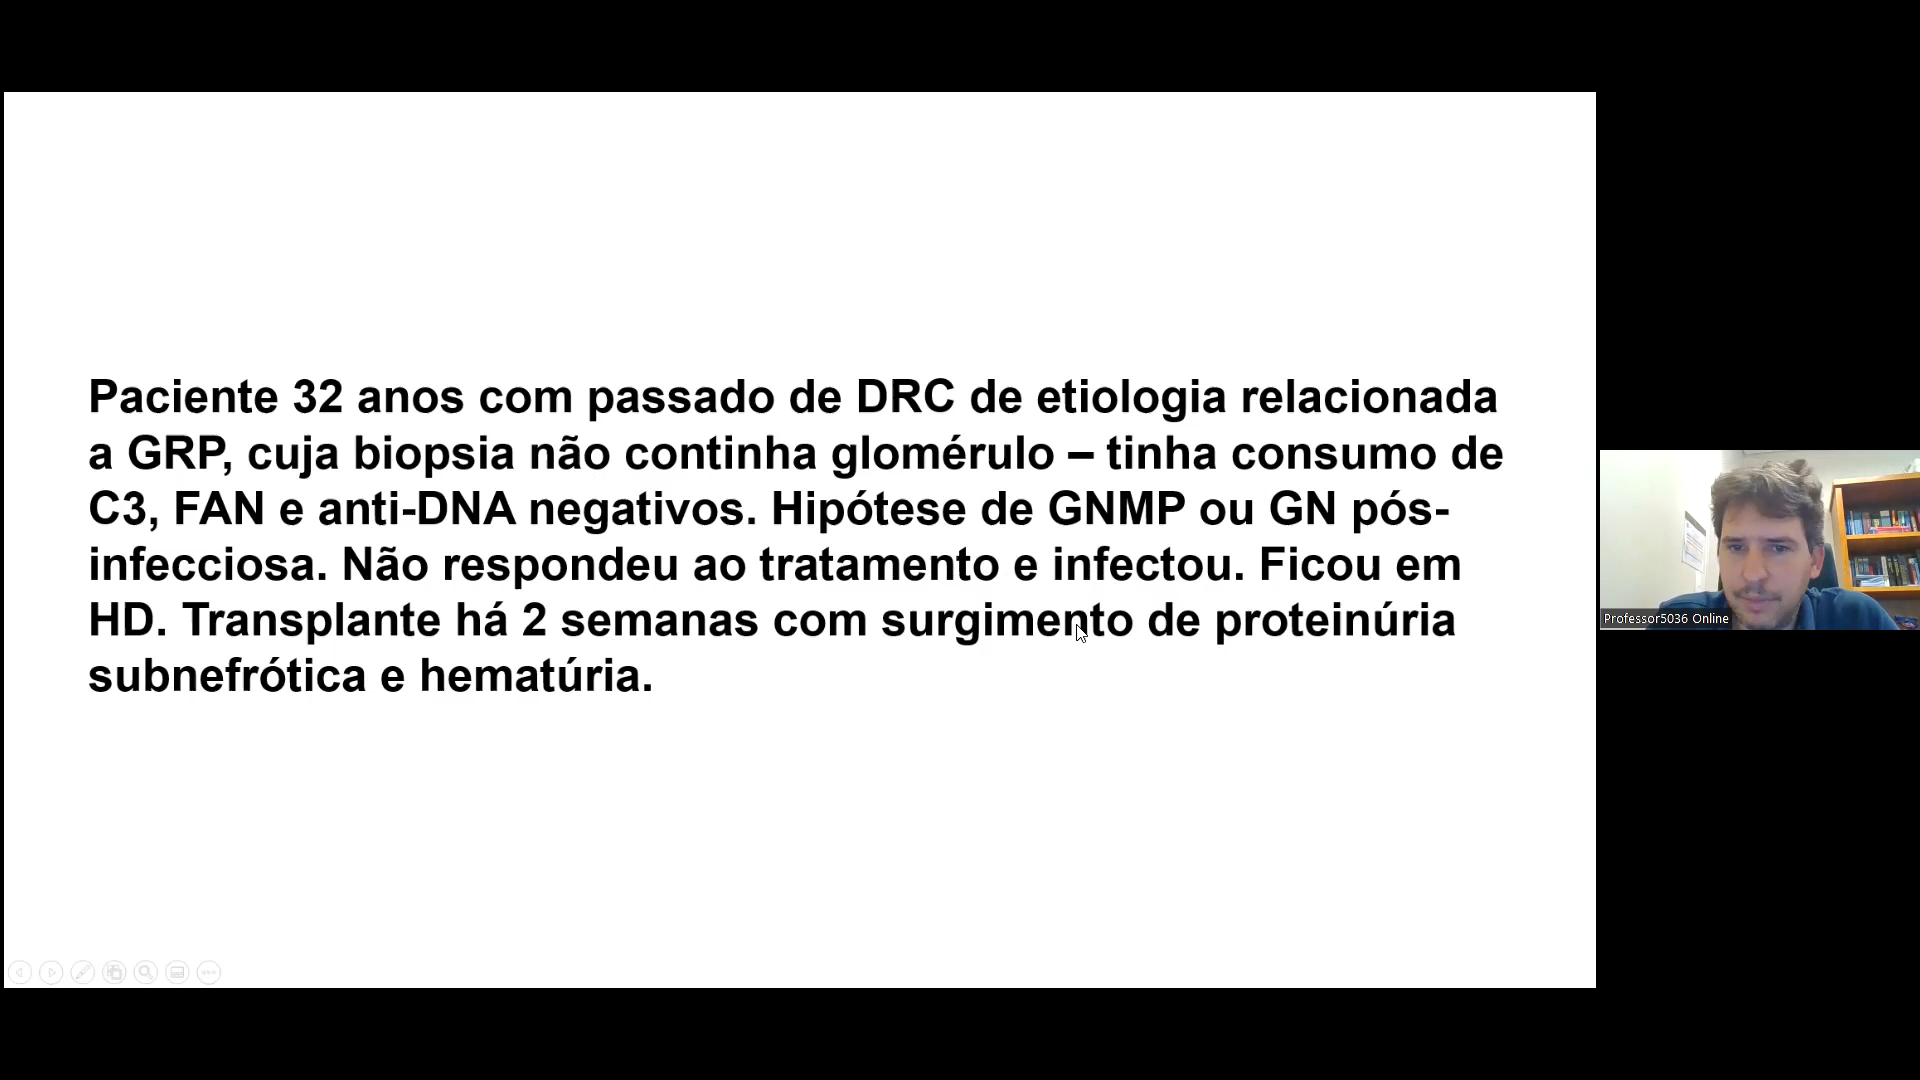 Paciente 32 anos com passado de DRC de etiologia relacionada
a GRP, cuja biopsia não continha glomérulo – tinha consumo de
C3, FAN e anti-DNA negativos. Hipótese de GNMP ou GN pós-
infecciosa. Não respondeu ao tratamento e infectou. Ficou em
HD. Transplante há 2 semanas com surgimento de proteinúria
subnefrótica e hematúria.
Professor5036 Online